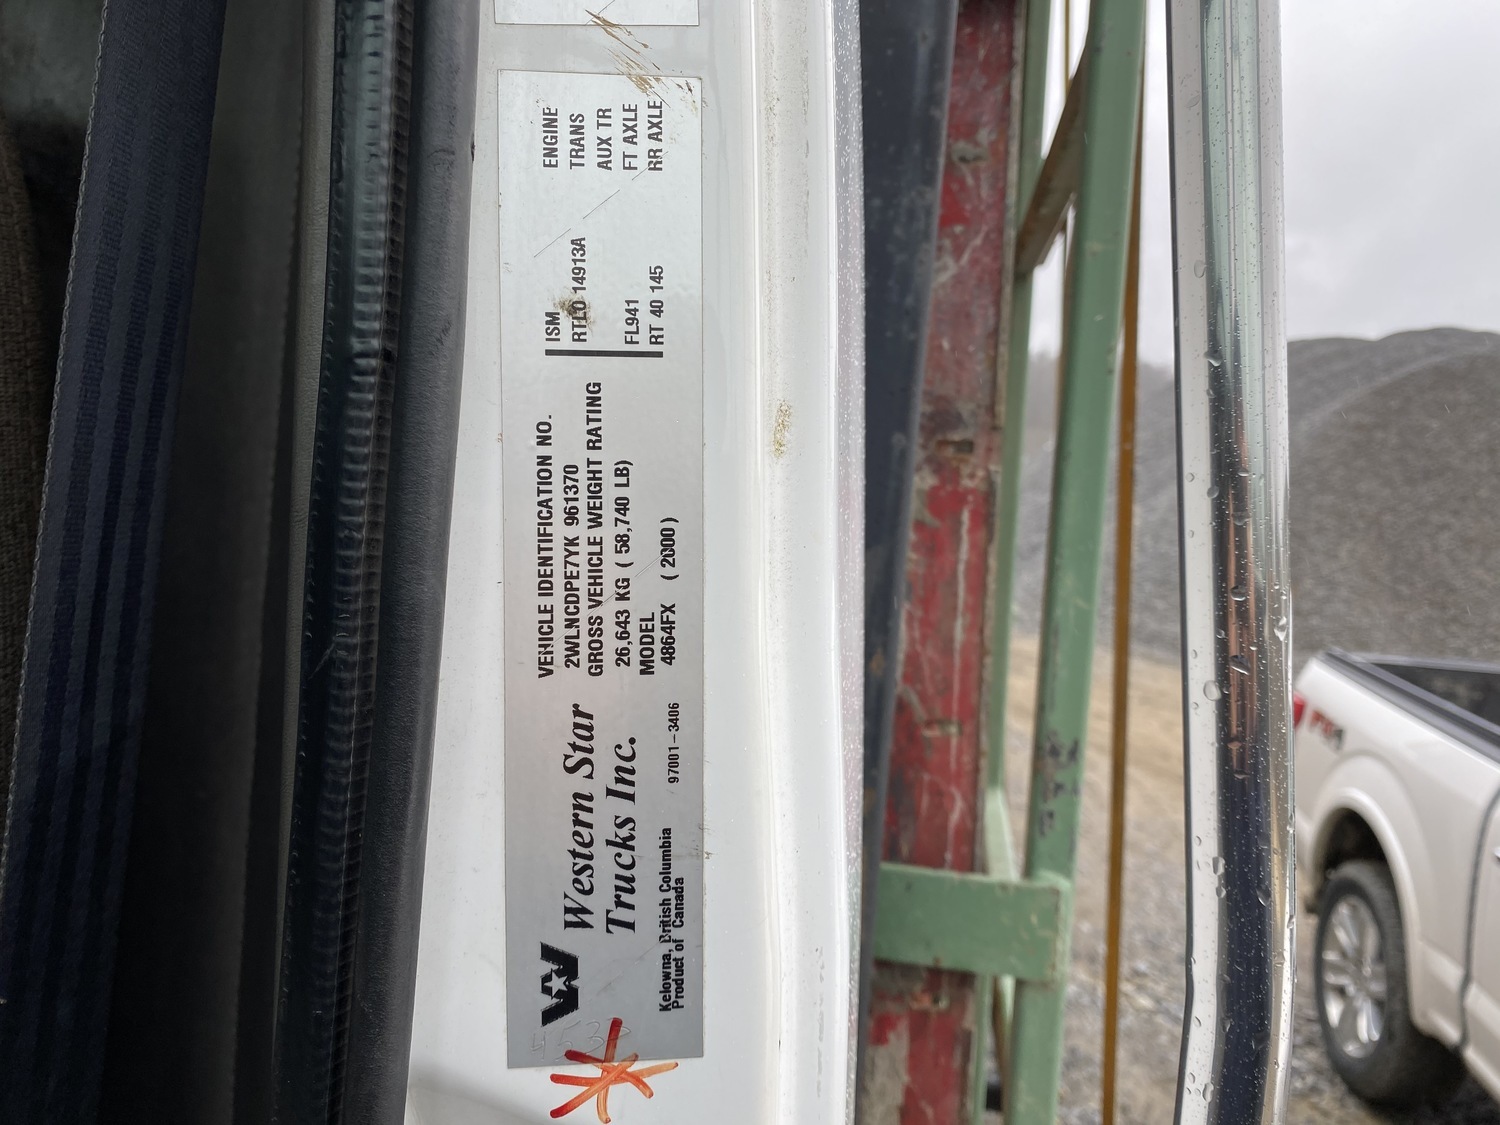 Western Star
Trucks Inc.
Kelowna, British Columbia
Product of Canada
97001-3406
VEHICLE IDENTIFICATION NO.
2WLNCDPE7YK 961370
GROSS VEHICLE WEIGHT RATING
26,643 KG ( 58,740 LB)
MODEL
4864FX ( 2000 )
ISM ENGINE
RTLO 14913A TRANS
AUX TR
FL941 FT AXLE
RT 40 145 RR AXLE